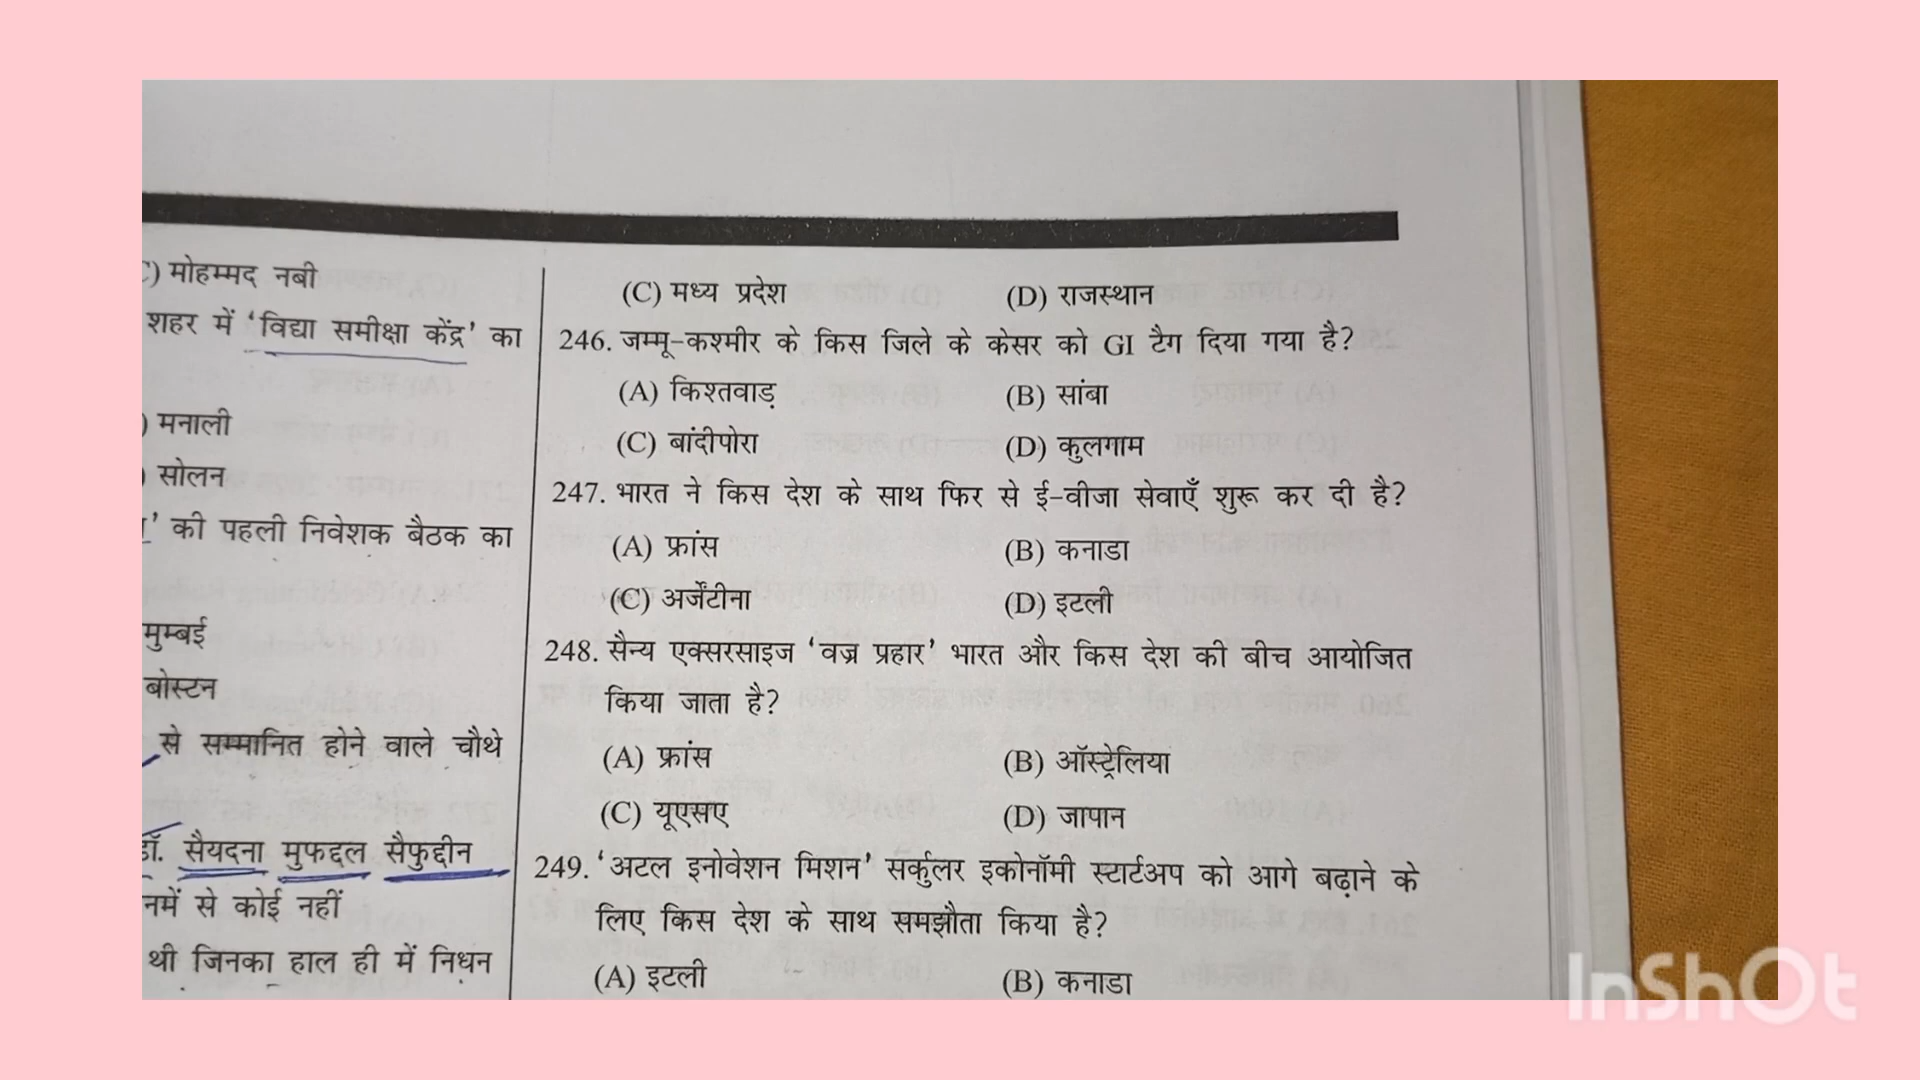 मोहम्मद नबी
शहर में ‘विद्या समीक्षा केंद्र’ का
) मनाली
) सोलन
’ की पहली निवेशक बैठक का
मुम्बई
बोस्टन
से सम्मानित होने वाले चौथे
डॉ. सैयदना मुफद्दल सैफुद्दीन
नमें से कोई नहीं
थी जिनका हाल ही में निधन
(C) मध्य प्रदेश (D) राजस्थान
246. जम्मू-कश्मीर के किस जिले के केसर को GI टैग दिया गया है?
(A) किश्तवाड़ (B) सांबा
(C) बांदीपोरा (D) कुलगाम
247. भारत ने किस देश के साथ फिर से ई-वीजा सेवाएँ शुरू कर दी है?
(A) फ्रांस (B) कनाडा
(C) अर्जेंटीना (D) इटली
248. सैन्य एक्सरसाइज ‘वज्र प्रहार’ भारत और किस देश की बीच आयोजित
किया जाता है?
(A) फ्रांस (B) ऑस्ट्रेलिया
(C) यूएसए (D) जापान
249. ‘अटल इनोवेशन मिशन’ सर्कुलर इकोनॉमी स्टार्टअप को आगे बढ़ाने के
लिए किस देश के साथ समझौता किया है?
(A) इटली (B) कनाडा
InShOt